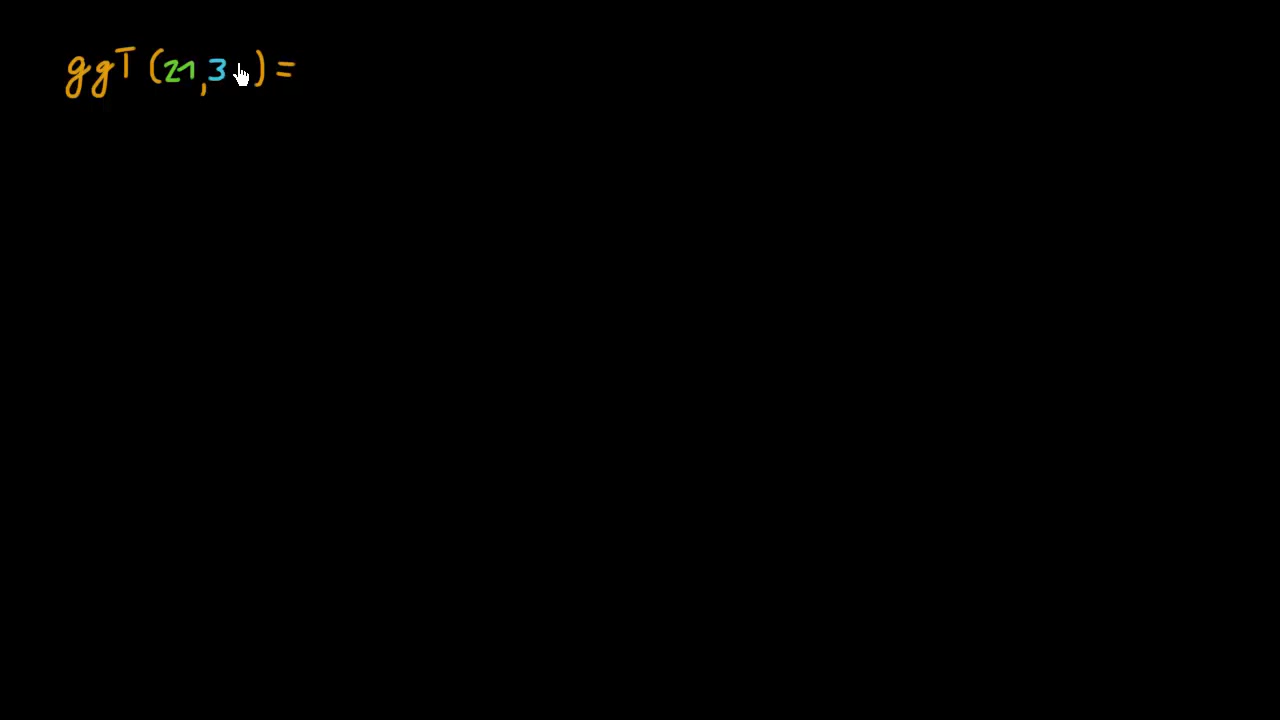 ggT (21,3 ) =